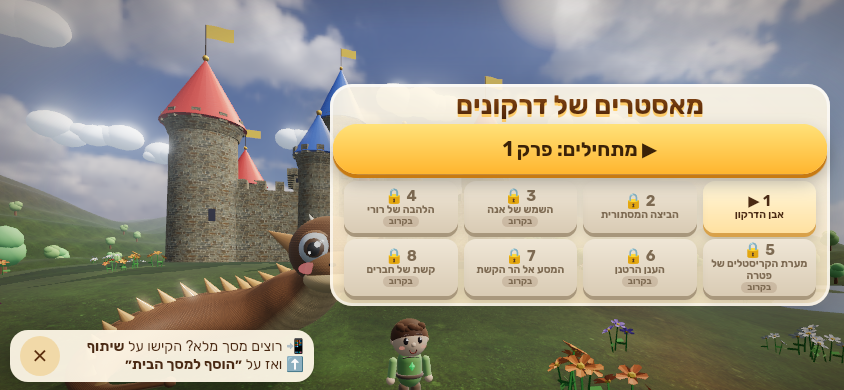 מאסטרים של דרקונים
▶ מתחילים: פרק 1
1 ▶
אבן הדרקון
2 🔒
הביצה המסתורית
3 🔒
השמש של אנה
בקרוב
4 🔒
הלהבה של רורי
בקרוב
5 🔒
מערת הקריסטלים של
פטרה
בקרוב
6 🔒
הענן הרטנן
בקרוב
7 🔒
המסע אל הר הקשת
בקרוב
8 🔒
קשת של חברים
בקרוב
📲 רוצים מסך מלא? הקישו על שיתוף
⬆️ ואז על ״הוסף למסך הבית״
✕